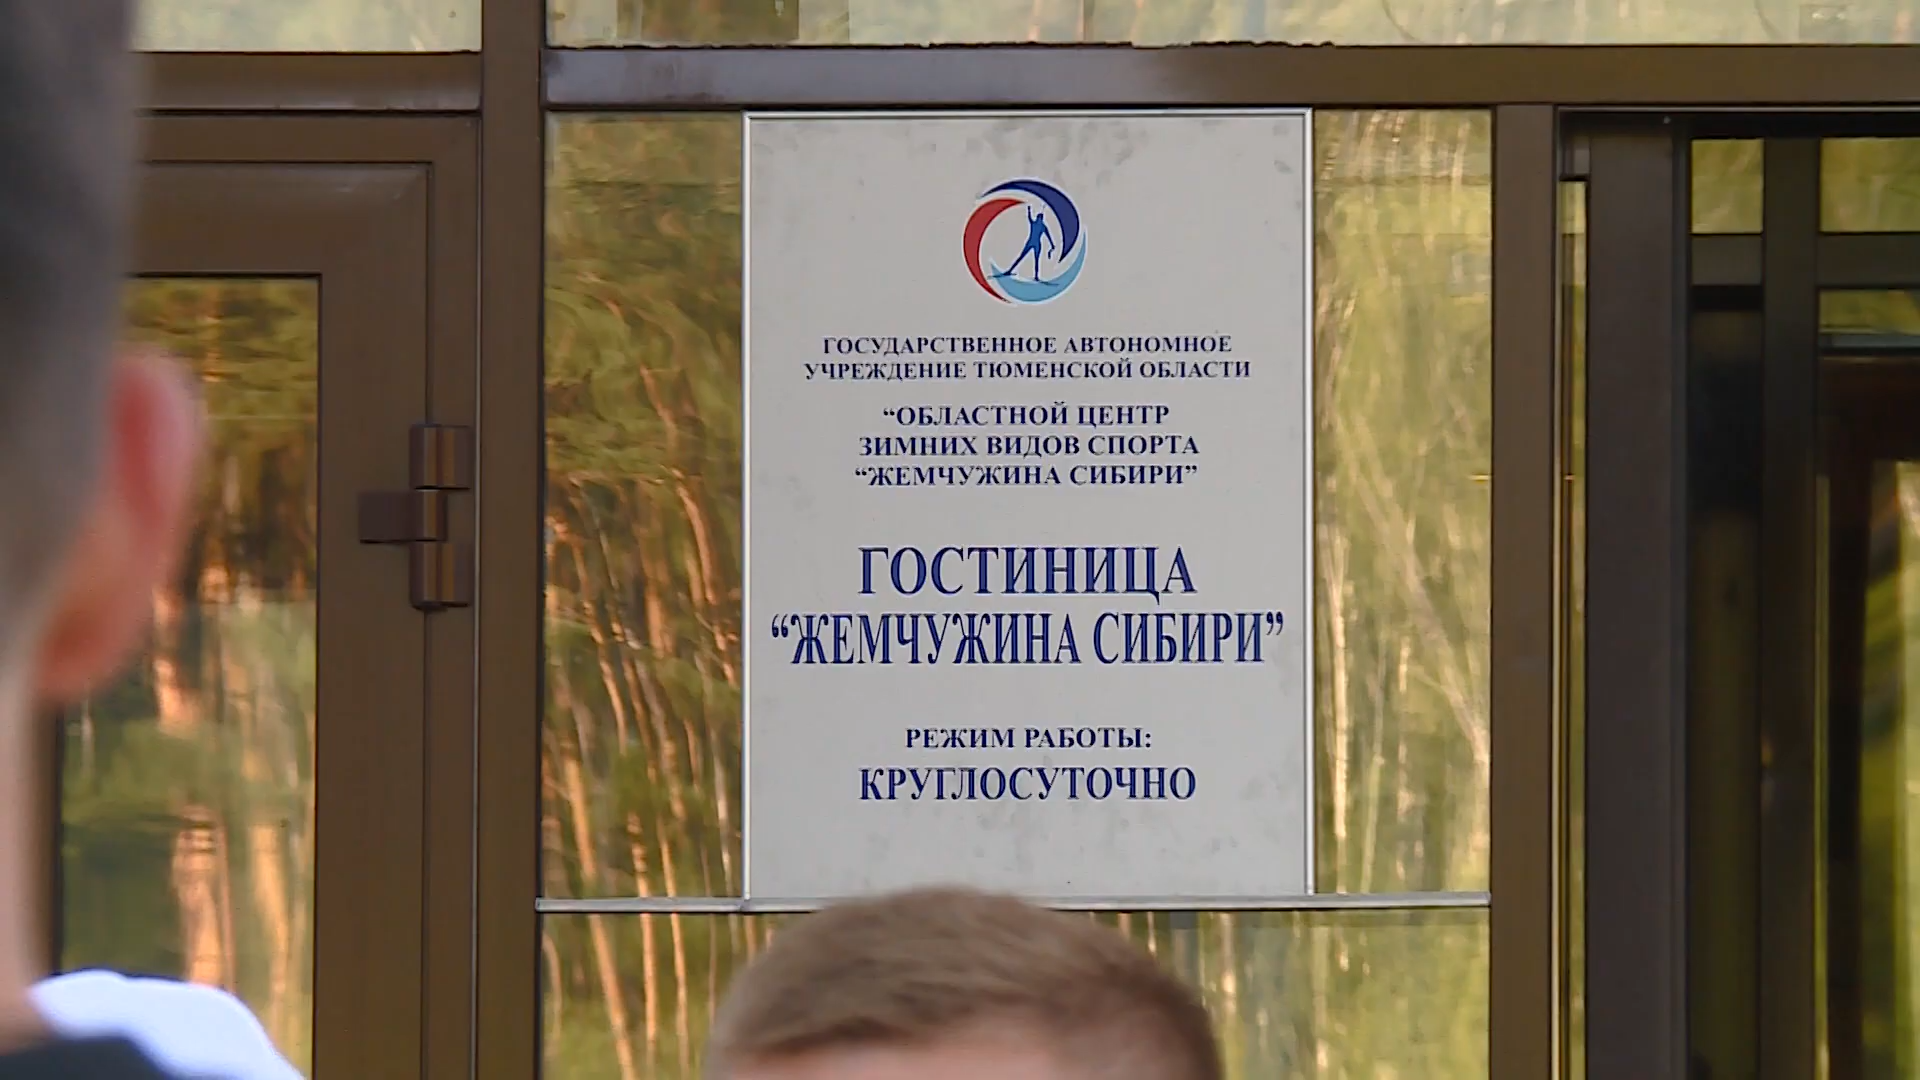 ГОСУДАРСТВЕННОЕ АВТОНОМНОЕ
УЧРЕЖДЕНИЕ ТЮМЕНСКОЙ ОБЛАСТИ
“ОБЛАСТНОЙ ЦЕНТР
ЗИМНИХ ВИДОВ СПОРТА
“ЖЕМЧУЖИНА СИБИРИ”
ГОСТИНИЦА
“ЖЕМЧУЖИНА СИБИРИ”
РЕЖИМ РАБОТЫ:
КРУГЛОСУТОЧНО